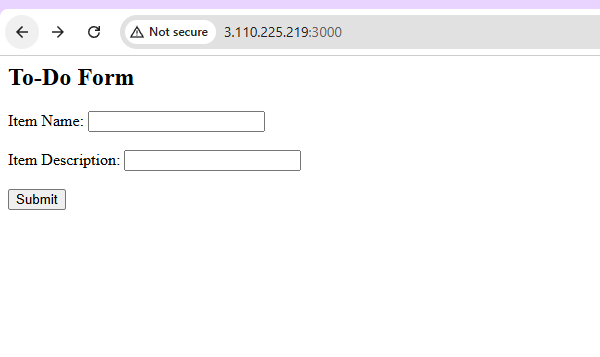 Not secure 3.110.225.219:3000
To-Do Form
Item Name:
Item Description:
Submit